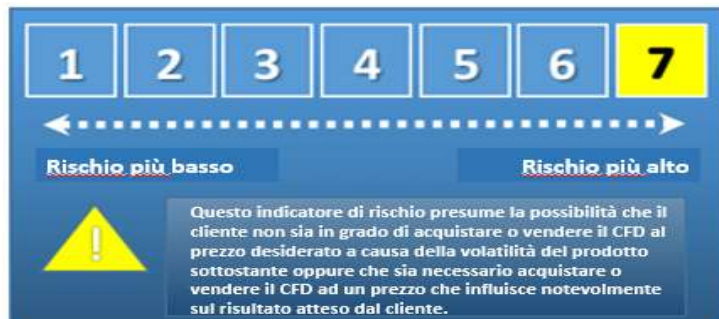 1 2 3 4 5 6 7
Rischio più basso Rischio più alto
!
Questo indicatore di rischio presume la possibilità che il
cliente non sia in grado di acquistare o vendere il CFD al
prezzo desiderato a causa della volatilità del prodotto
sottostante oppure che sia necessario acquistare o
vendere il CFD ad un prezzo che influisce notevolmente
sul risultato atteso dal cliente.